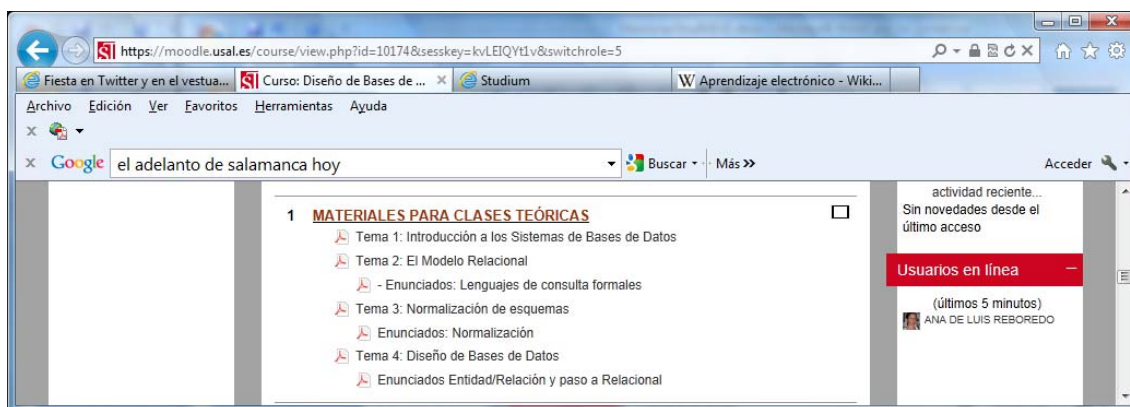 https://moodle.usal.es/course/view.php?id=10174&sesskey=kvLEIQYt1v&switchrole=5
Fiesta en Twitter y en el vestua...
Curso: Diseño de Bases de ...
Studium
W Aprendizaje electrónico - Wiki...
Archivo Edición Ver Favoritos Herramientas Ayuda
x
x Google el adelanto de salamanca hoy Buscar Más >> Acceder
1 MATERIALES PARA CLASES TEÓRICAS
Tema 1: Introducción a los Sistemas de Bases de Datos
Tema 2: El Modelo Relacional
- Enunciados: Lenguajes de consulta formales
Tema 3: Normalización de esquemas
Enunciados: Normalización
Tema 4: Diseño de Bases de Datos
Enunciados Entidad/Relación y paso a Relacional
actividad reciente...
Sin novedades desde el
último acceso
Usuarios en línea
(últimos 5 minutos)
ANA DE LUIS REBOREDO